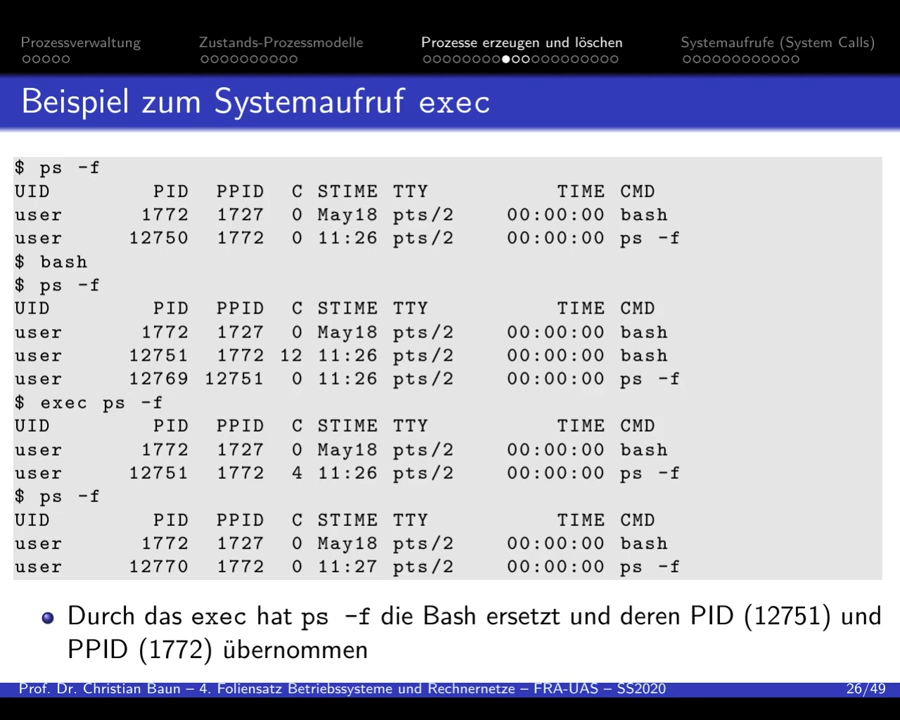 Prozessverwaltung Zustands-Prozessmodelle Prozesse erzeugen und löschen Systemaufrufe (System Calls)
Beispiel zum Systemaufruf exec
$ ps -f
UID PID PPID C STIME TTY TIME CMD
user 1772 1727 0 May18 pts/2 00:00:00 bash
user 12750 1772 0 11:26 pts/2 00:00:00 ps -f
$ bash
$ ps -f
UID PID PPID C STIME TTY TIME CMD
user 1772 1727 0 May18 pts/2 00:00:00 bash
user 12751 1772 12 11:26 pts/2 00:00:00 bash
user 12769 12751 0 11:26 pts/2 00:00:00 ps -f
$ exec ps -f
UID PID PPID C STIME TTY TIME CMD
user 1772 1727 0 May18 pts/2 00:00:00 bash
user 12751 1772 4 11:26 pts/2 00:00:00 ps -f
$ ps -f
UID PID PPID C STIME TTY TIME CMD
user 1772 1727 0 May18 pts/2 00:00:00 bash
user 12770 1772 0 11:27 pts/2 00:00:00 ps -f
Durch das exec hat ps -f die Bash ersetzt und deren PID (12751) und
PPID (1772) übernommen
Prof. Dr. Christian Baun – 4. Foliensatz Betriebssysteme und Rechnernetze – FRA-UAS – SS2020 26/49